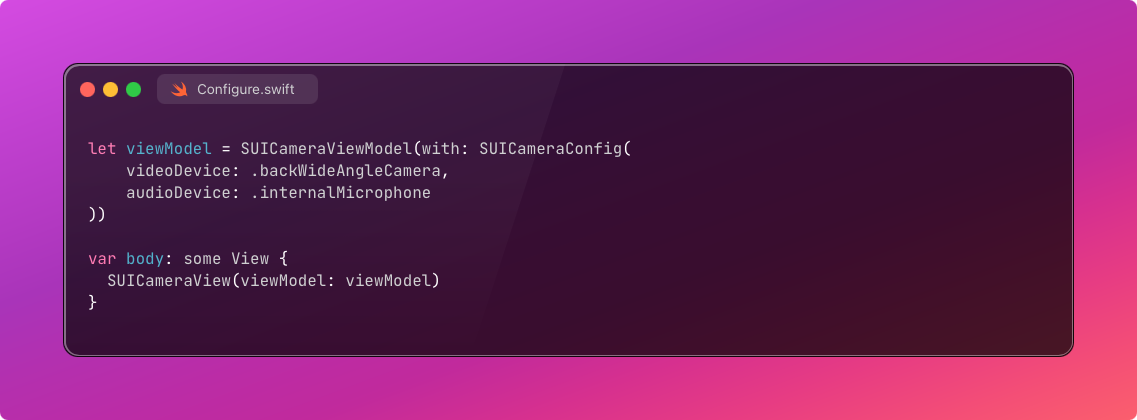 Configure.swift
let viewModel = SUICameraViewModel(with: SUICameraConfig(
    videoDevice: .backWideAngleCamera,
    audioDevice: .internalMicrophone
))

var body: some View {
  SUICameraView(viewModel: viewModel)
}